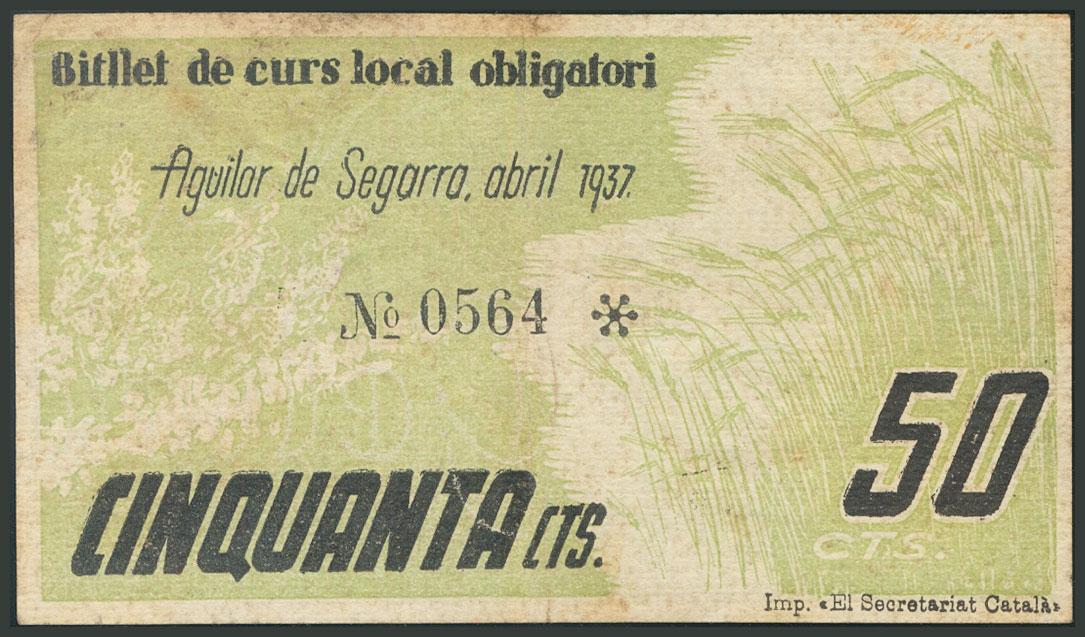 Bitllet de curs local obligatori
Aguilar de Segarra, abril 1937.
No 0564 *
CINQUANTA CTS.
50
CTS.
Imp. «El Secretariat Català»